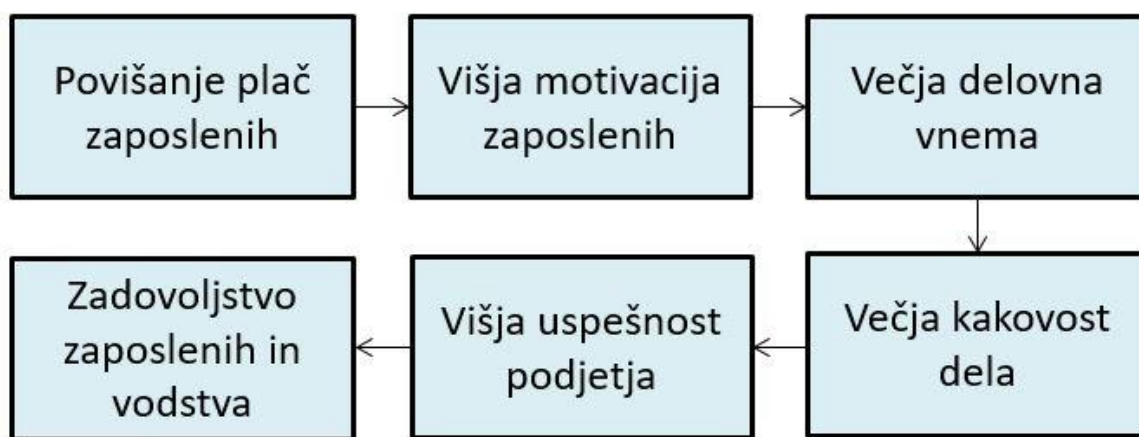 Povišanje plač
zaposlenih
Višja motivacija
zaposlenih
Večja delovna
vnema
Večja kakovost
dela
Višja uspešnost
podjetja
Zadovoljstvo
zaposlenih in
vodstva